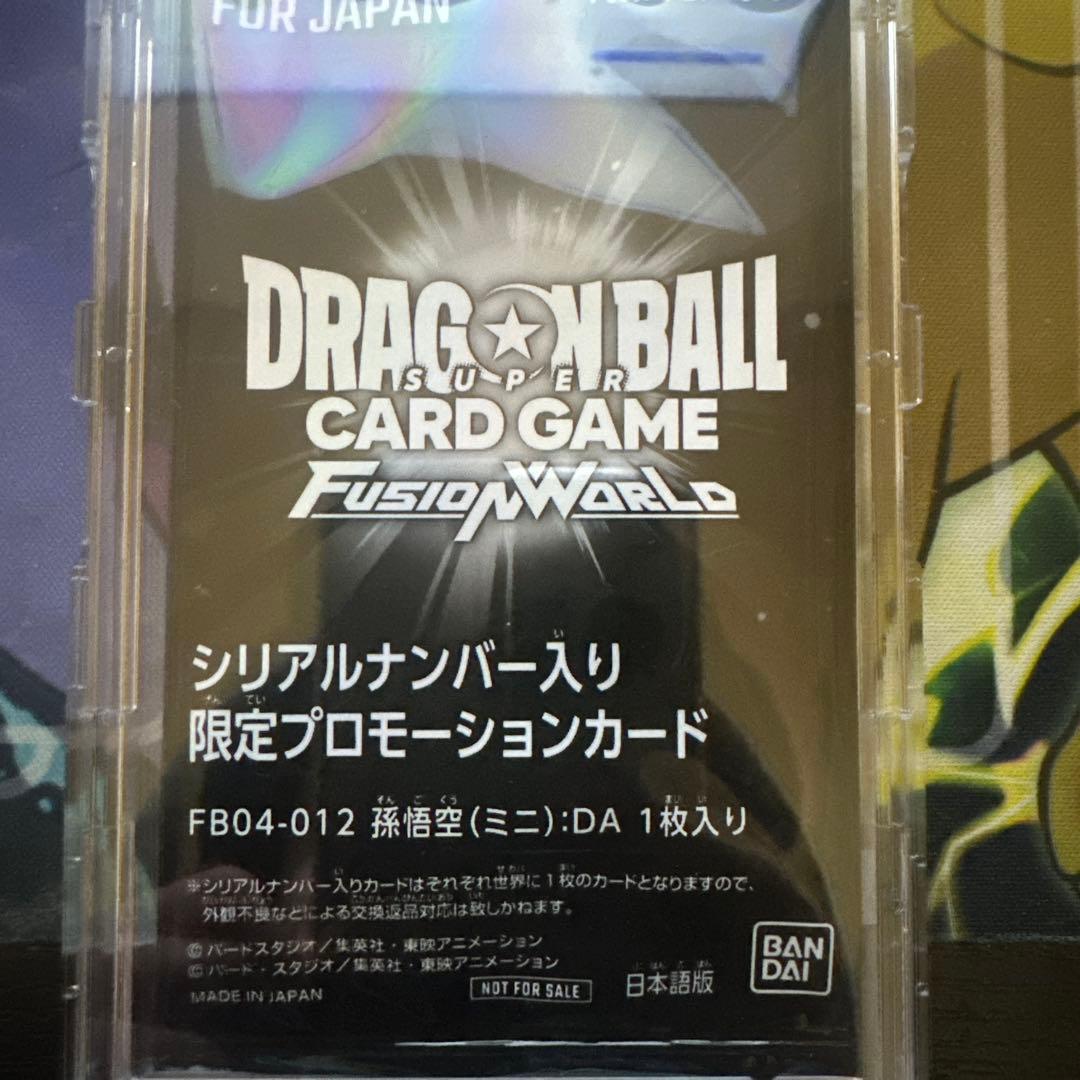 FOR JAPAN
DRAGON BALL
SUPER
CARD GAME
FUSION WORLD
シリアルナンバー入り
限定プロモーションカード
FB04-012 孫悟空(ミニ):DA 1枚入り
※シリアルナンバー入りカードはそれぞれ世界に1枚のカードとなりますので、
外観不良などによる交換返品対応は致しかねます。
© バードスタジオ/集英社・東映アニメーション
© バード・スタジオ/集英社・東映アニメーション
MADE IN JAPAN
NOT FOR SALE
日本語版
BAN
DAI